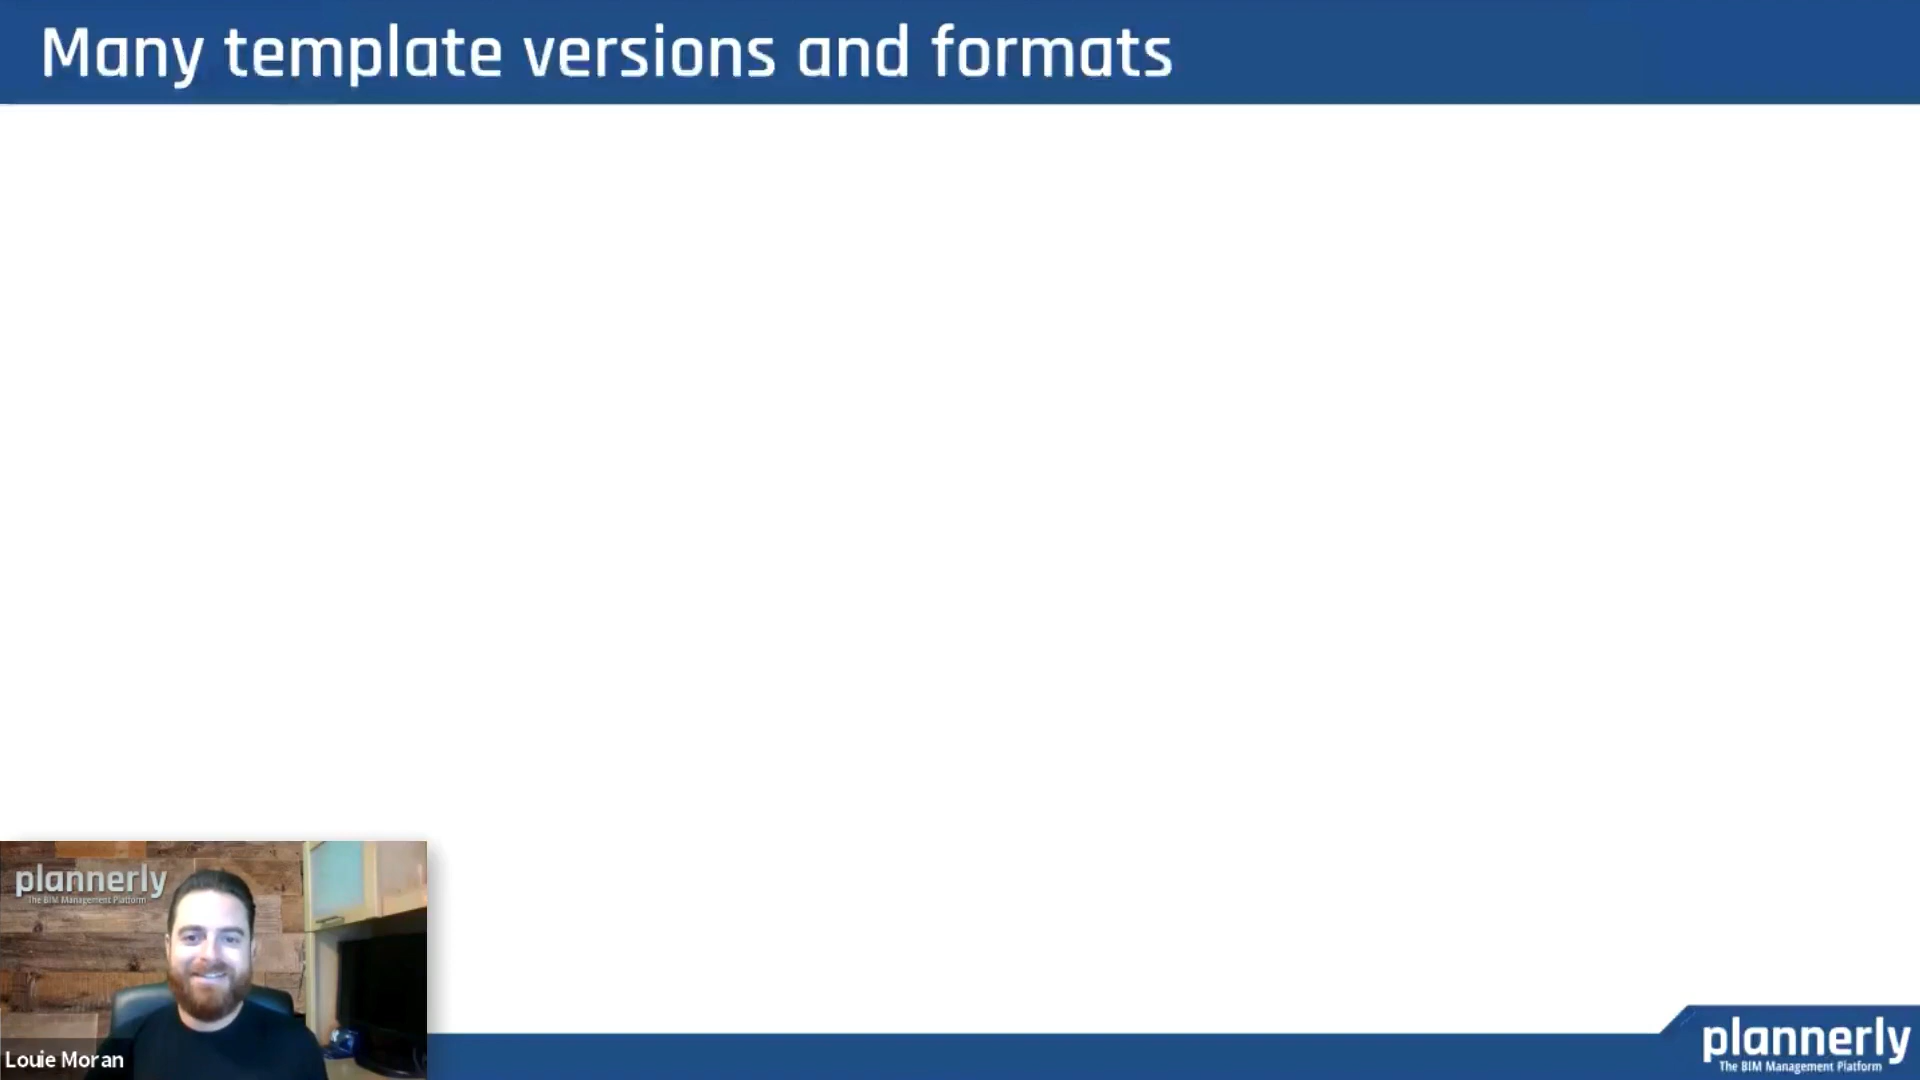 Many template versions and formats
plannerly
The BIM Management Platform
Louie Moran
plannerly
The BIM Management Platform